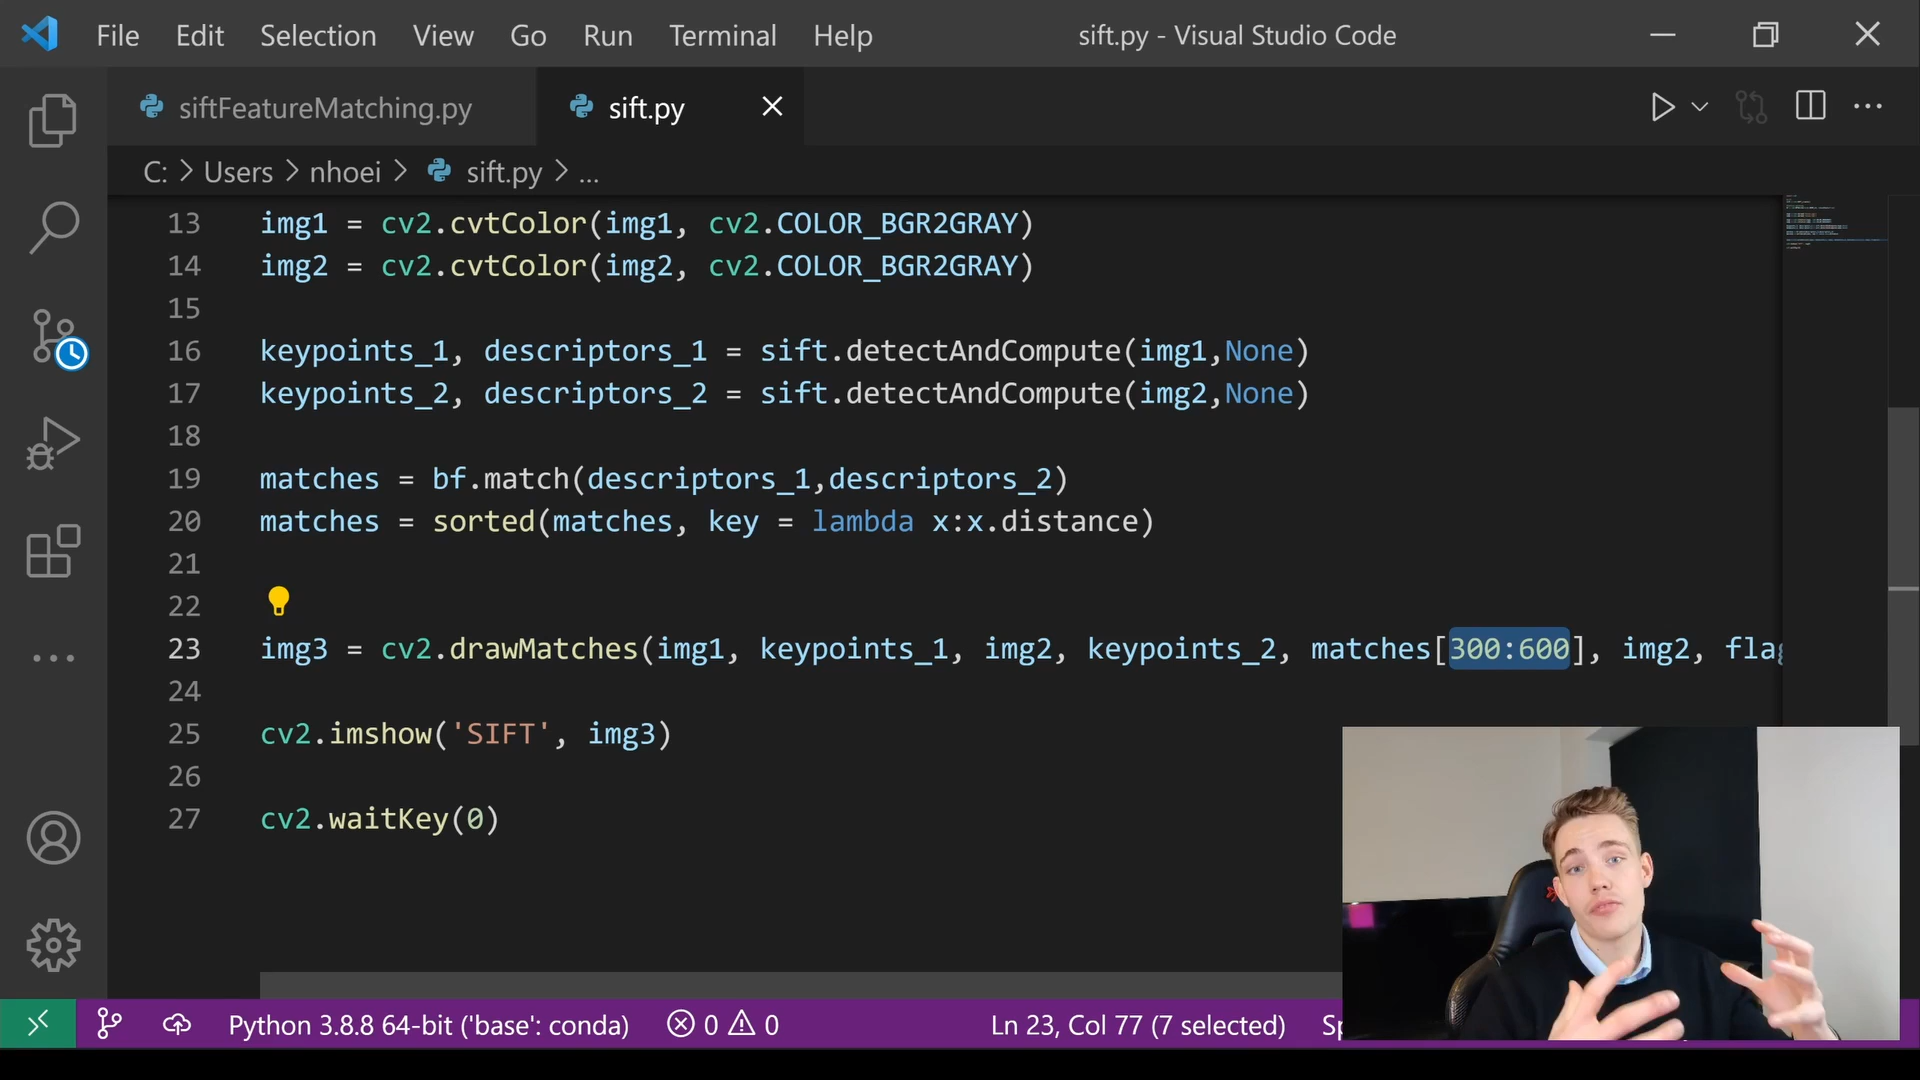 File Edit Selection View Go Run Terminal Help sift.py - Visual Studio Code
siftFeatureMatching.py sift.py
C: > Users > nhoei > sift.py > ...
13 img1 = cv2.cvtColor(img1, cv2.COLOR_BGR2GRAY)
14 img2 = cv2.cvtColor(img2, cv2.COLOR_BGR2GRAY)
15
16 keypoints_1, descriptors_1 = sift.detectAndCompute(img1,None)
17 keypoints_2, descriptors_2 = sift.detectAndCompute(img2,None)
18
19 matches = bf.match(descriptors_1,descriptors_2)
20 matches = sorted(matches, key = lambda x:x.distance)
21
22
23 img3 = cv2.drawMatches(img1, keypoints_1, img2, keypoints_2, matches[300:600], img2, flag
24
25 cv2.imshow('SIFT', img3)
26
27 cv2.waitKey(0)
Python 3.8.8 64-bit ('base': conda) 0 0 Ln 23, Col 77 (7 selected) Sp